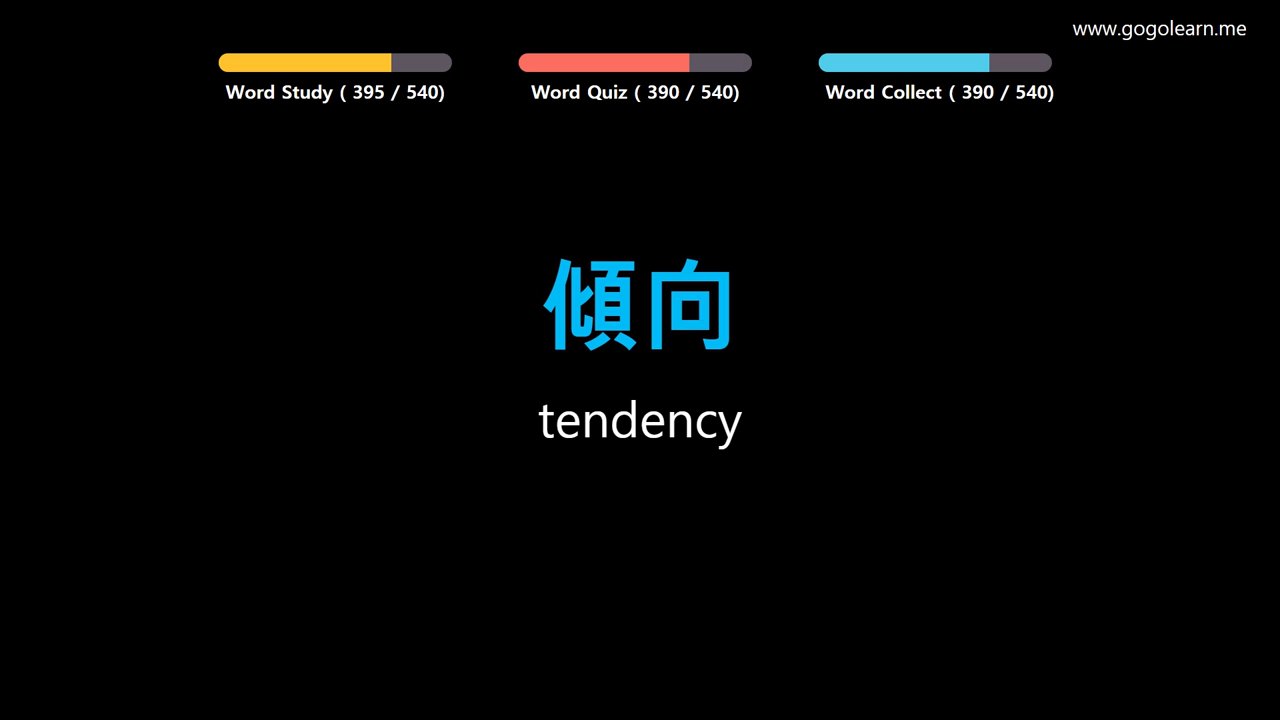 www.gogolearn.me
Word Study ( 395 / 540)
Word Quiz ( 390 / 540)
Word Collect ( 390 / 540)
傾向
tendency